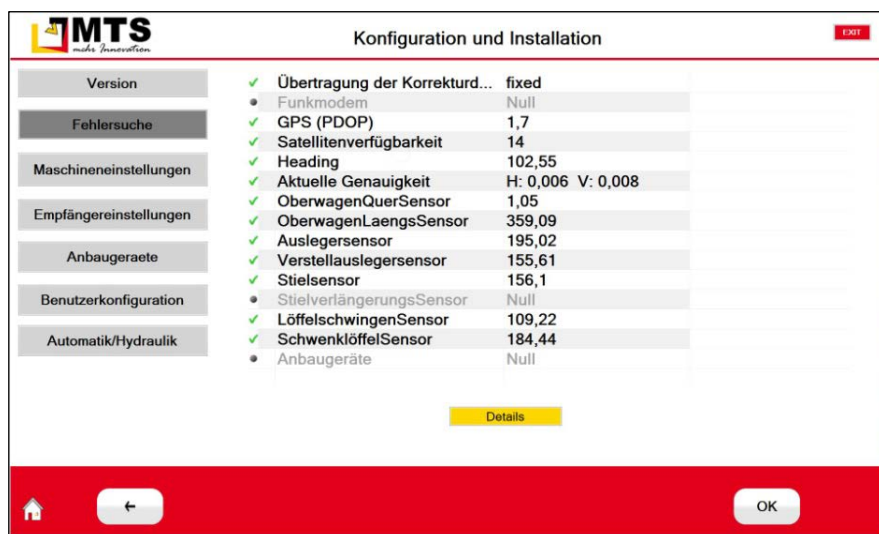 MTS
mehr Innovation
Konfiguration und Installation
EXIT
Version
Fehlersuche
Maschineneinstellungen
Empfängereinstellungen
Anbaugeraete
Benutzerkonfiguration
Automatik/Hydraulik
Übertragung der Korrekturd... fixed
Funkmodem Null
GPS (PDOP) 1,7
Satellitenverfügbarkeit 14
Heading 102,55
Aktuelle Genauigkeit H: 0,006 V: 0,008
OberwagenQuerSensor 1,05
OberwagenLaengsSensor 359,09
Auslegersensor 195,02
Verstellauslegersensor 155,61
Stielsensor 156,1
StielverlängerungsSensor Null
LöffelschwingenSensor 109,22
SchwenklöffelSensor 184,44
Anbaugeräte Null
Details
OK